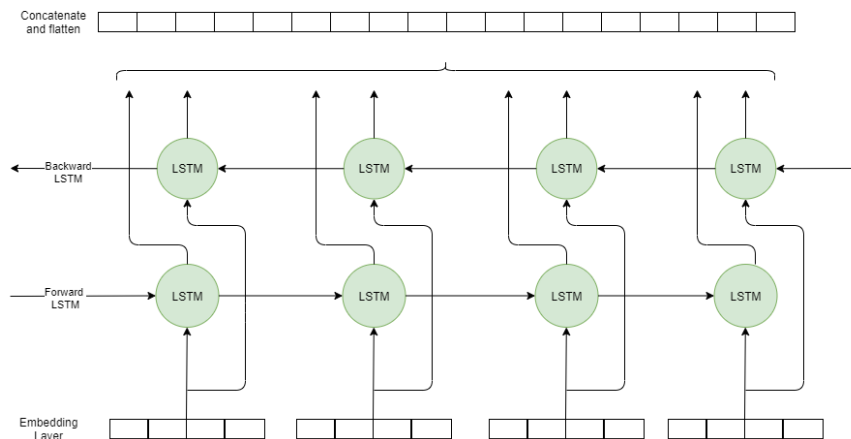 Concatenate
and flatten
LSTM LSTM LSTM LSTM
Backward
LSTM
LSTM LSTM LSTM LSTM
Forward
LSTM
Embedding
Layer